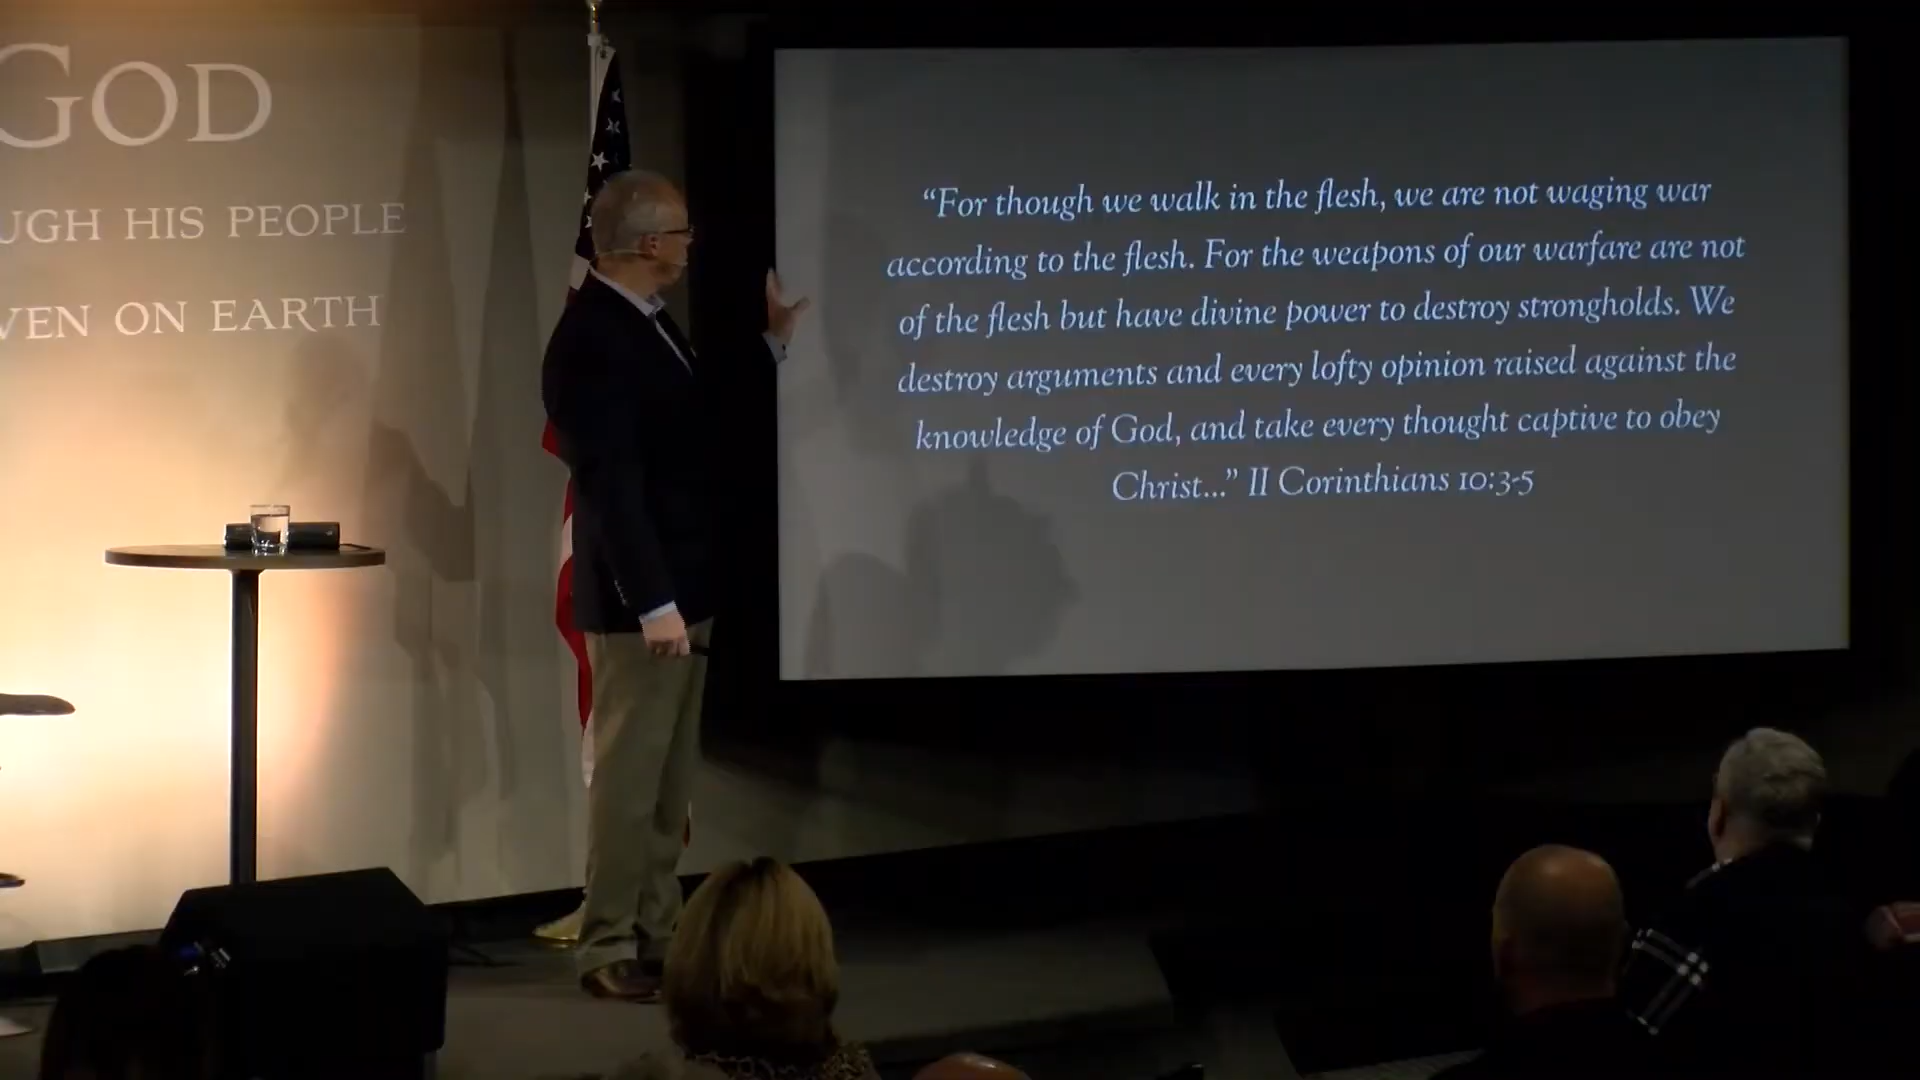 GOD
HIS PEOPLE
ON EARTH
“For though we walk in the flesh, we are not waging war
according to the flesh. For the weapons of our warfare are not
of the flesh but have divine power to destroy strongholds. We
destroy arguments and every lofty opinion raised against the
knowledge of God, and take every thought captive to obey
Christ...” II Corinthians 10:3-5